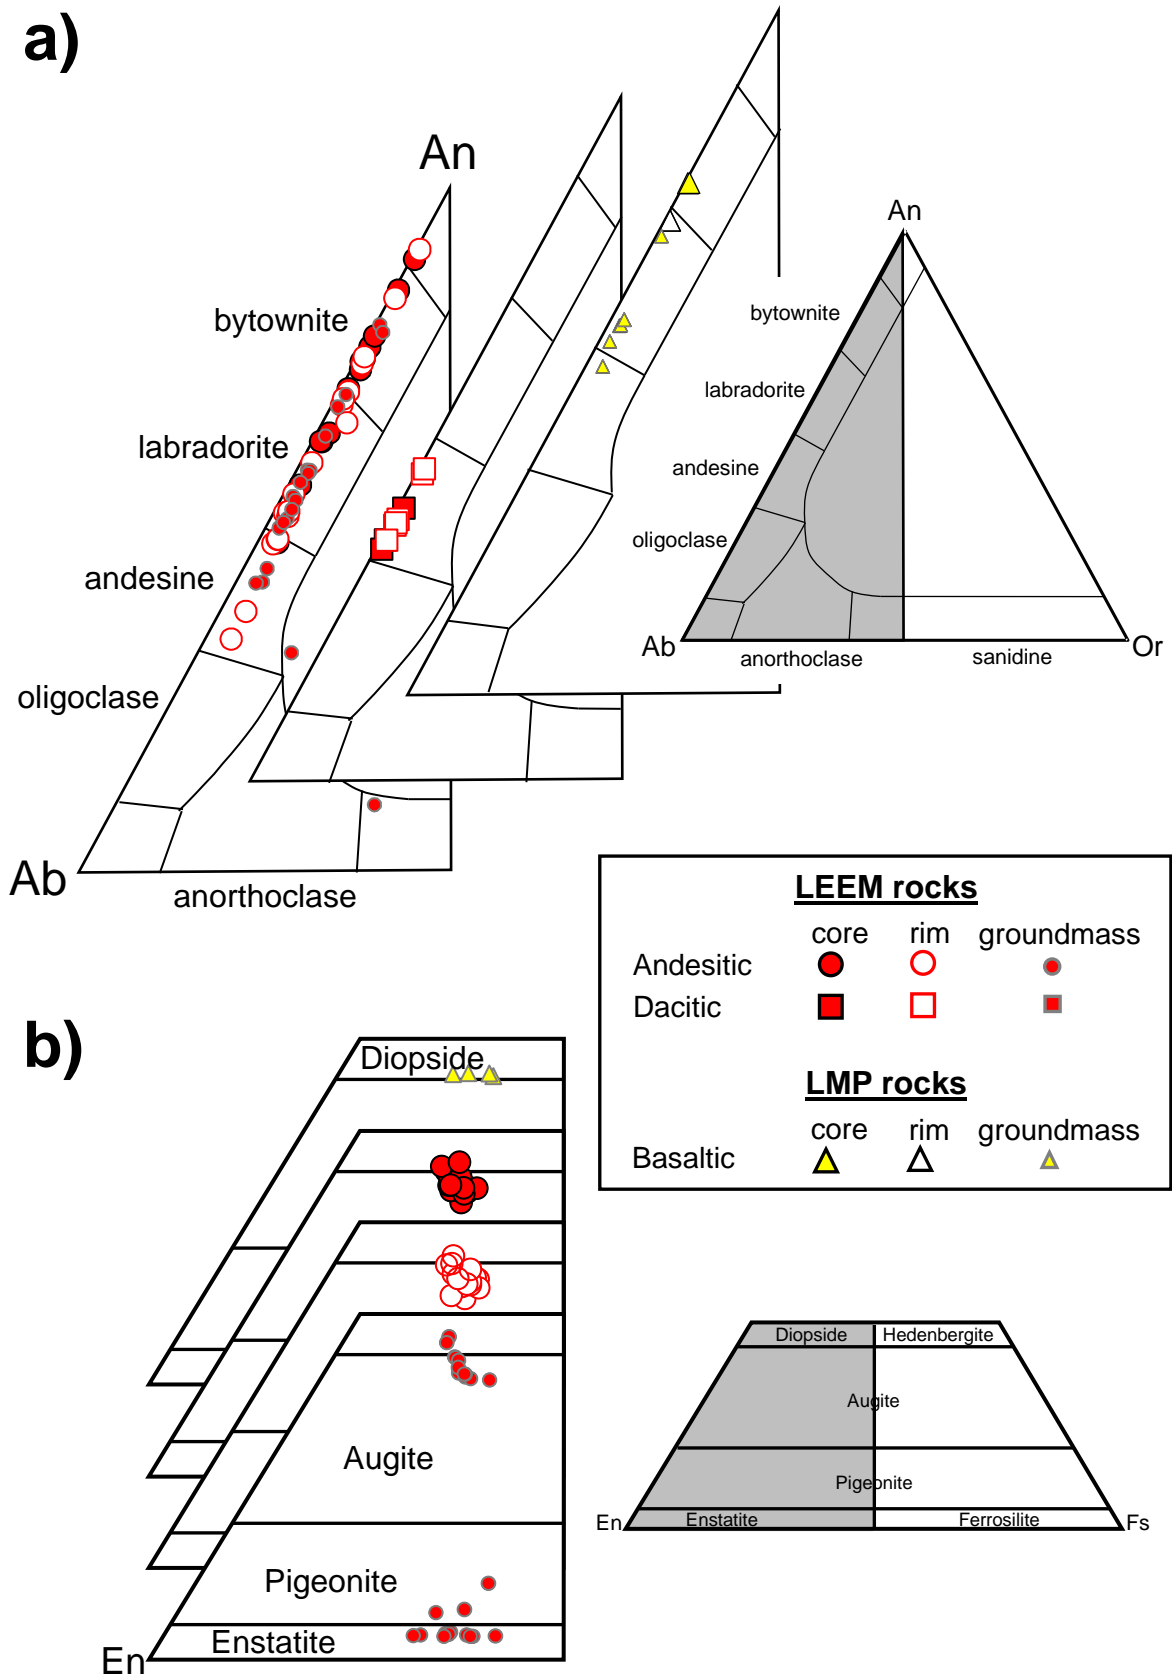 a)
An
bytownite
labradorite
andesine
oligoclase
Ab
anorthoclase
An
bytownite
labradorite
andesine
oligoclase
Ab
anorthoclase
sanidine
Or
LEEM rocks
core rim groundmass
Andesitic
Dacitic
LMP rocks
core rim groundmass
Basaltic
b)
Diopside
Augite
Pigeonite
Enstatite
En
Diopside Hedenbergite
Augite
Pigeonite
En Enstatite Ferrosilite Fs